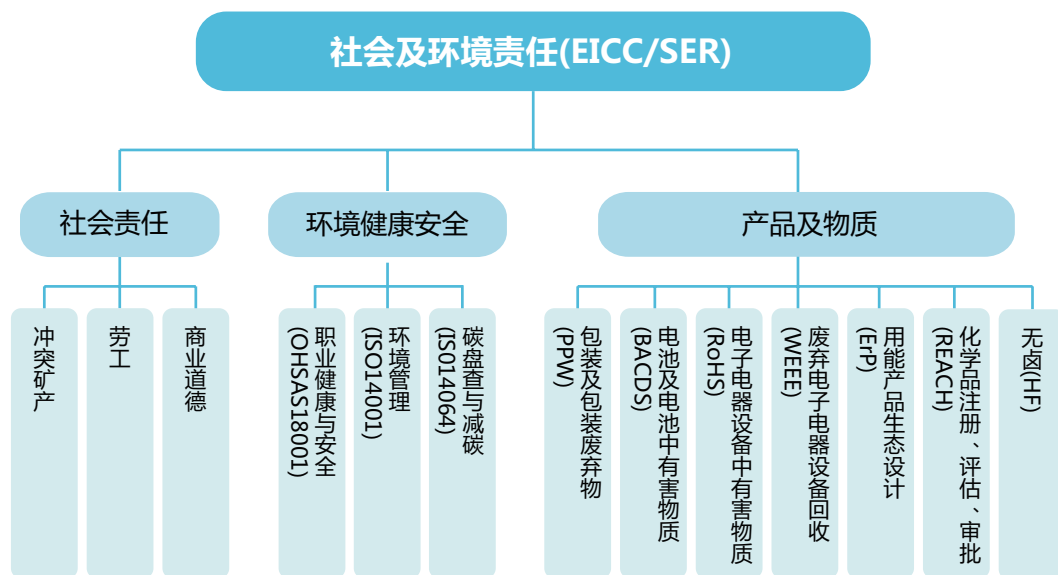 社会及环境责任(EICC/SER)
社会责任
环境健康安全
产品及物质
冲突矿产
劳工
商业道德
职业健康与安全
(OHSAS18001)
环境管理
(ISO14001)
碳盘查与减碳
(IS014064)
包装及包装废弃物
(PPW)
电池及电池中有害物质
(BACDS)
电子电器设备中有害物质
(RoHS)
废弃电子电器设备回收
(WEEE)
用能产品生态设计
(ErP)
化学品注册、评估、审批
(REACH)
无卤(HF)